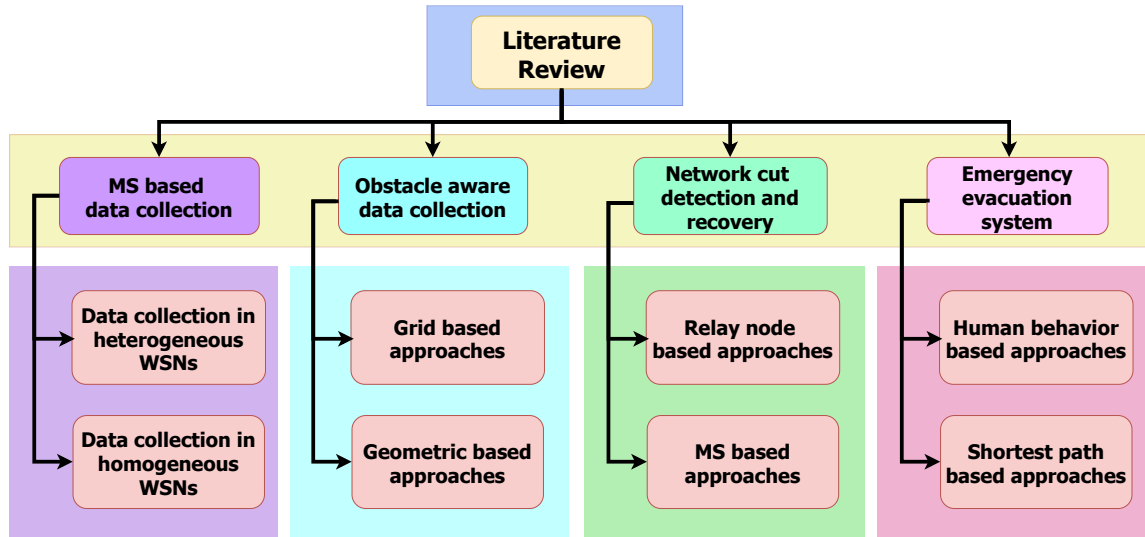 Literature
Review
MS based
data collection
Obstacle aware
data collection
Network cut
detection and
recovery
Emergency
evacuation
system
Data collection in
heterogeneous
WSNs
Data collection in
homogeneous
WSNs
Grid based
approaches
Geometric based
approaches
Relay node
based approaches
MS based
approaches
Human behavior
based approaches
Shortest path
based approaches